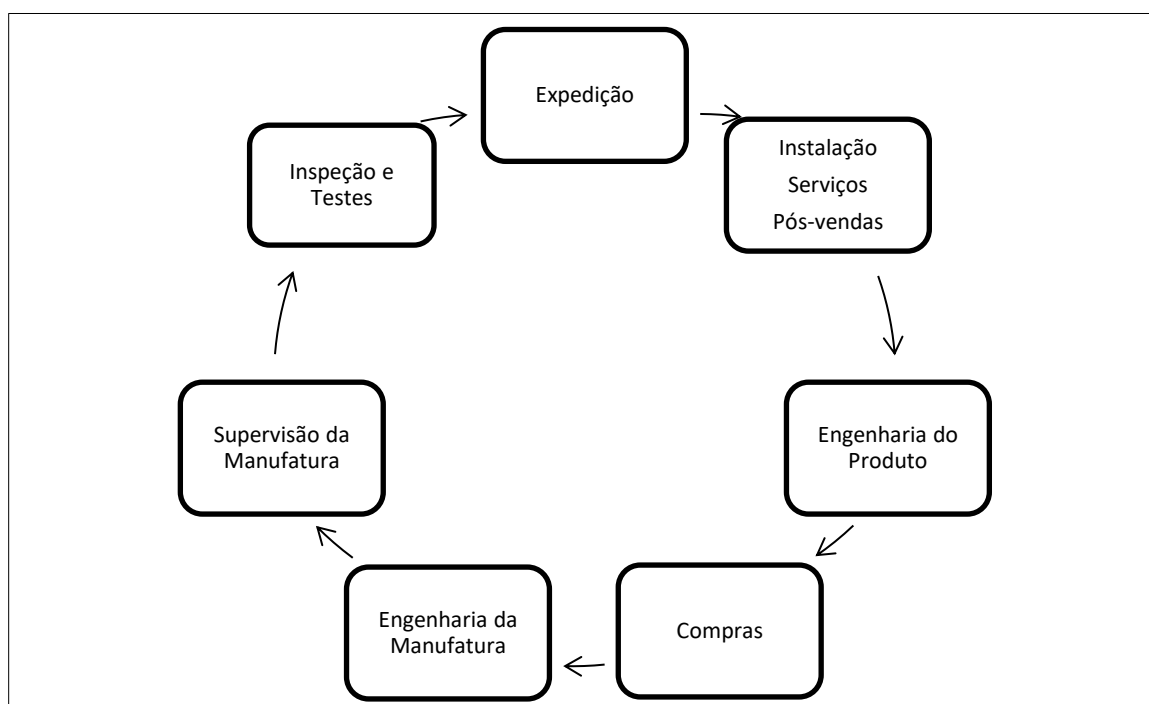 Expedição
Instalação
Serviços
Pós-vendas
Engenharia do
Produto
Compras
Engenharia da
Manufatura
Supervisão da
Manufatura
Inspeção e
Testes